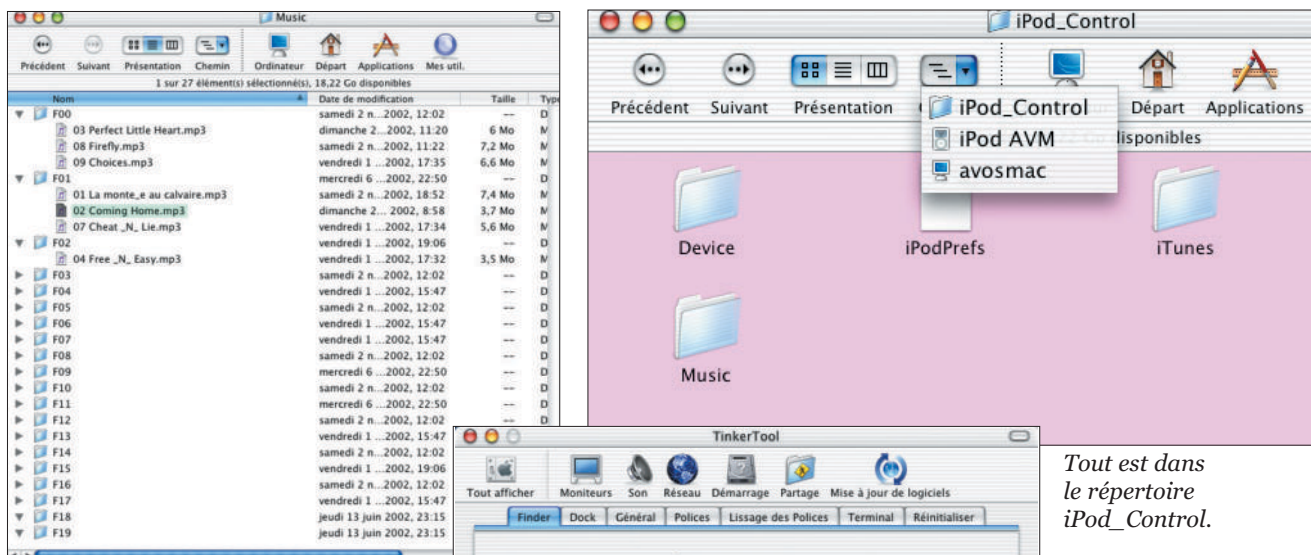 Music
Précédent Suivant Présentation Chemin Ordinateur Départ Applications Mes util.
1 sur 27 élément(s) sélectionné(s), 18,22 Go disponibles
Nom Date de modification Taille Type
F00 samedi 2 n...2002, 12:02 -- D
03 Perfect Little Heart.mp3 dimanche 2...2002, 11:20 6 Mo M
08 Firefly.mp3 samedi 2 n...2002, 11:22 7,2 Mo M
09 Choices.mp3 vendredi 1 ...2002, 17:35 6,6 Mo M
F01 mercredi 6 ...2002, 22:50 -- D
01 La monte_e au calvaire.mp3 samedi 2 n...2002, 18:52 7,4 Mo M
02 Coming Home.mp3 dimanche 2... 2002, 8:58 3,7 Mo M
07 Cheat _N_ Lie.mp3 vendredi 1 ...2002, 17:34 5,6 Mo M
F02 vendredi 1 ...2002, 19:06 -- D
04 Free _N_ Easy.mp3 vendredi 1 ...2002, 17:32 3,5 Mo M
F03 samedi 2 n...2002, 12:02 -- D
F04 vendredi 1 ...2002, 15:47 -- D
F05 samedi 2 n...2002, 12:02 -- D
F06 vendredi 1 ...2002, 15:47 -- D
F07 vendredi 1 ...2002, 15:47 -- D
F08 samedi 2 n...2002, 12:02 -- D
F09 mercredi 6 ...2002, 22:50 -- D
F10 samedi 2 n...2002, 12:02 -- D
F11 mercredi 6 ...2002, 22:50 -- D
F12 samedi 2 n...2002, 12:02 -- D
F13 vendredi 1 ...2002, 15:47
F14 samedi 2 n...2002, 12:02
F15 vendredi 1 ...2002, 19:06
F16 samedi 2 n...2002, 12:02
F17 vendredi 1 ...2002, 15:47
F18 jeudi 13 juin 2002, 23:15
F19 jeudi 13 juin 2002, 23:15
iPod_Control
Précédent Suivant Présentation Départ Applications
iPod_Control
iPod AVM
avosmac
disponibles
Device iPodPrefs iTunes
Music
TinkerTool
Tout afficher Moniteurs Son Réseau Démarrage Partage Mise à jour de logiciels
Finder Dock Général Polices Lissage des Polices Terminal Réinitialiser
Tout est dans
le répertoire
iPod_Control.